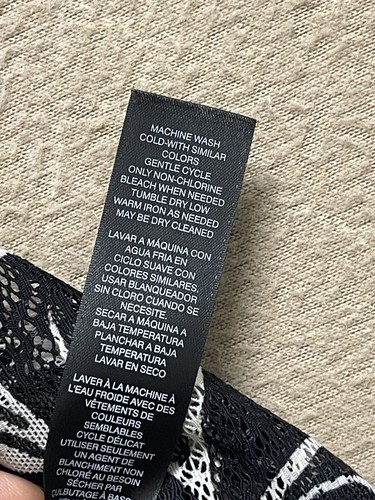 MACHINE WASH
COLD-WITH SIMILAR
COLORS
GENTLE CYCLE
ONLY NON-CHLORINE
BLEACH WHEN NEEDED
TUMBLE DRY LOW
WARM IRON AS NEEDED
MAY BE DRY CLEANED
LAVAR A MÁQUINA CON
AGUA FRIA EN
CICLO SUAVE CON
COLORES SIMILARES,
USAR BLANQUEADOR
SIN CLORO CUANDO SE
NECESITE.
SECAR A MÁQUINA A
BAJA TEMPERATURA
PLANCHAR A BAJA
TEMPERATURA
LAVAR EN SECO
LAVER À LA MACHINE À
L'EAU FROIDE AVEC DES
VÊTEMENTS DE
COULEURS
SEMBLABLES
CYCLE DÉLICAT
UTILISER SEULEMENT
UN AGENT DE
BLANCHIMENT NON
CHLORÉ AU BESOIN
SÉCHER PAR
CULBUTAGE À BASSE